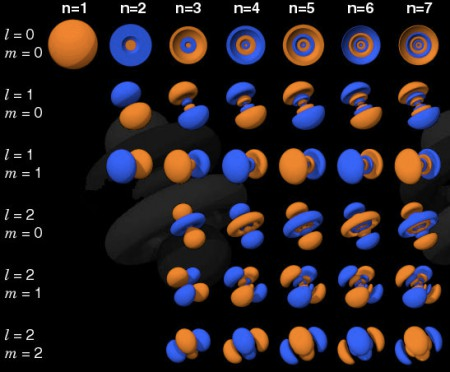 n=1 n=2 n=3 n=4 n=5 n=6 n=7
l = 0
m = 0
l = 1
m = 0
l = 1
m = 1
l = 2
m = 0
l = 2
m = 1
l = 2
m = 2